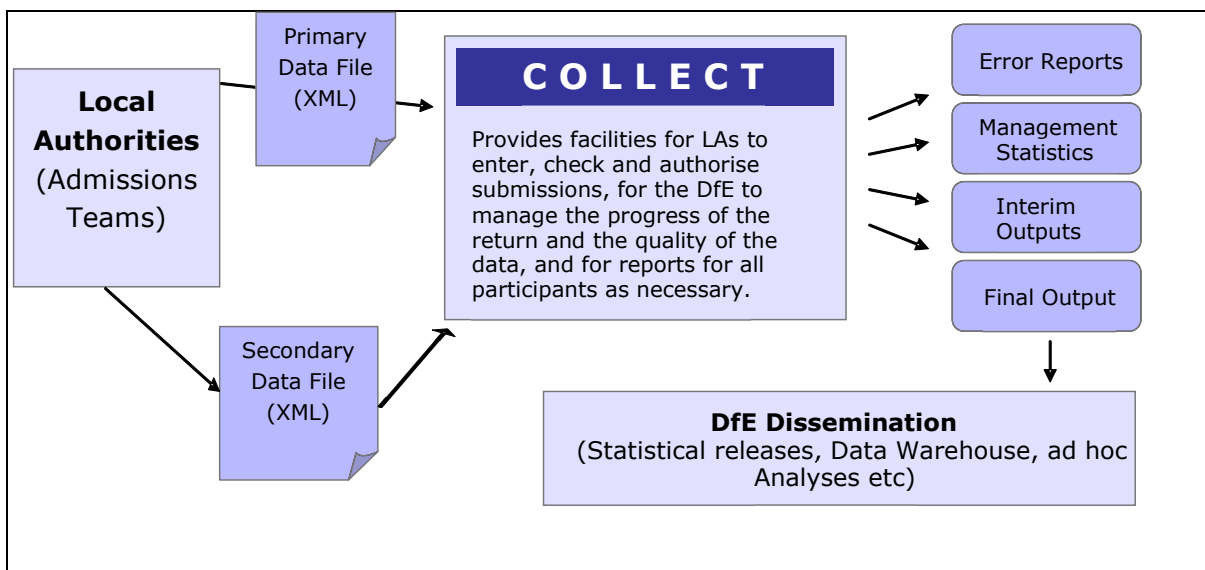 Local
Authorities
(Admissions
Teams)
Primary
Data File
(XML)
Secondary
Data File
(XML)
COLLECT
Provides facilities for LAs to
enter, check and authorise
submissions, for the DfE to
manage the progress of the
return and the quality of the
data, and for reports for all
participants as necessary.
Error Reports
Management
Statistics
Interim
Outputs
Final Output
DfE Dissemination
(Statistical releases, Data Warehouse, ad hoc
Analyses etc)